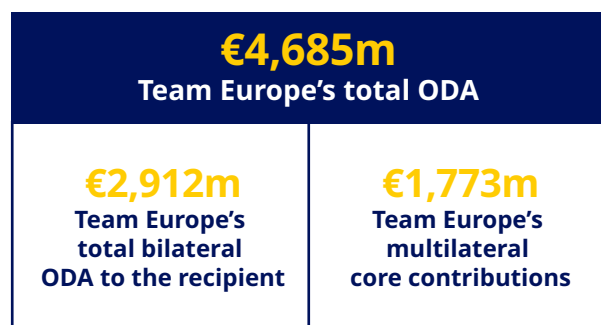 €4,685m
Team Europe's total ODA
€2,912m
Team Europe's
total bilateral
ODA to the recipient
€1,773m
Team Europe's
multilateral
core contributions